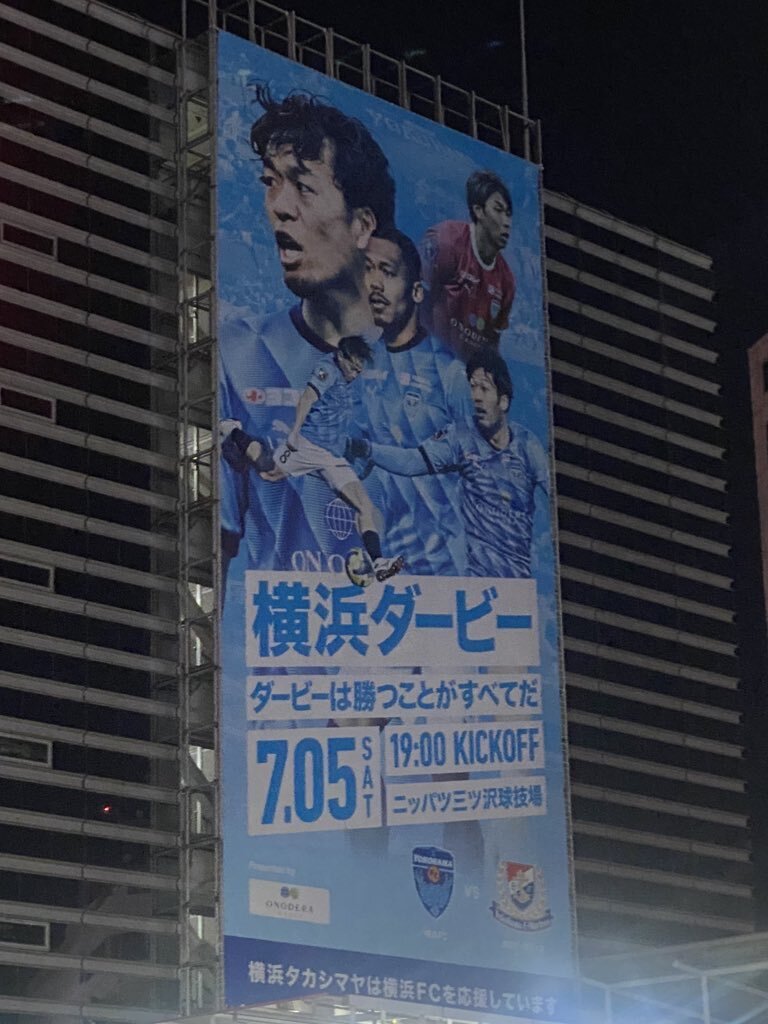 ONO
横浜ダービー
ダービーは勝つことがすべてだ
7.05 SAT
19:00 KICKOFF
ニッパツ三ツ沢球技場
Presented by
ONODERA
YOKOHAMA
VS
横浜タカシマヤは横浜FCを応援しています